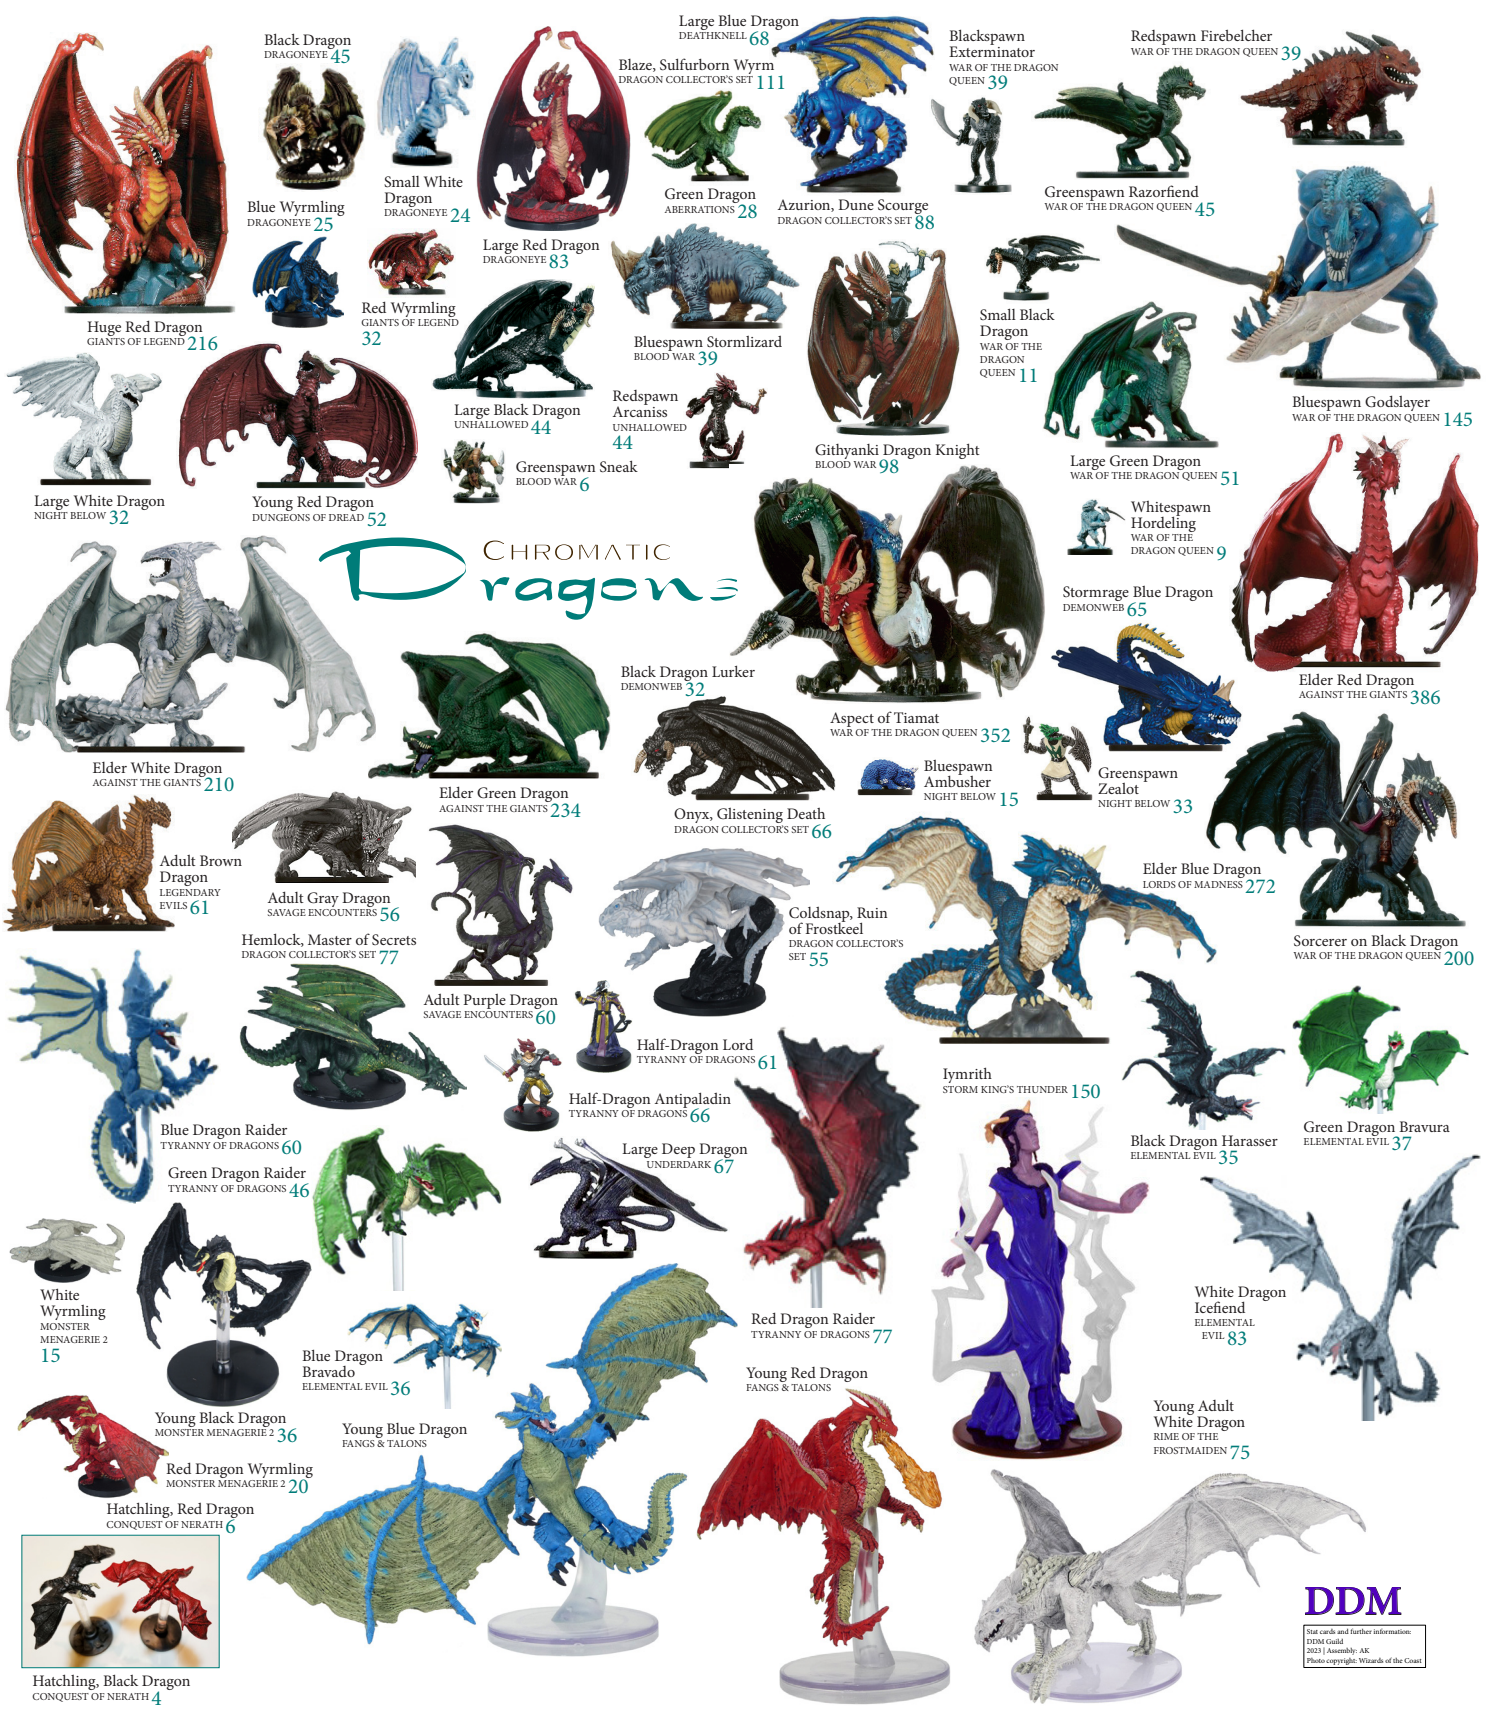 Large Blue Dragon
DEATHKNELL 68
Black Dragon
DRAGONEYE 45
Blaze, Sulfurborn Wyrm
DRAGON COLLECTOR'S SET 111
Blackspawn
Exterminator
WAR OF THE DRAGON
QUEEN 39
Redspawn Firebelcher
WAR OF THE DRAGON QUEEN 39
Small White
Dragon
DRAGONEYE 24
Blue Wyrmling
DRAGONEYE 25
Green Dragon
ABERRATIONS 28
Azurion, Dune Scourge
DRAGON COLLECTOR'S SET 88
Greenspawn Razorfiend
WAR OF THE DRAGON QUEEN 45
Large Red Dragon
DRAGONEYE 83
Red Wyrmling
GIANTS OF LEGEND
32
Huge Red Dragon
GIANTS OF LEGEND 216
Bluespawn Stormlizard
BLOOD WAR 39
Small Black
Dragon
WAR OF THE
DRAGON
QUEEN 11
Large Black Dragon
UNHALLOWED 44
Redspawn
Arcaniss
UNHALLOWED
44
Bluespawn Godslayer
WAR OF THE DRAGON QUEEN 145
Githyanki Dragon Knight
BLOOD WAR 98
Large Green Dragon
WAR OF THE DRAGON QUEEN 51
Greenspawn Sneak
BLOOD WAR 6
Large White Dragon
NIGHT BELOW 32
Young Red Dragon
DUNGEONS OF DREAD 52
Whitespawn
Hordeling
WAR OF THE
DRAGON QUEEN 9
CHROMATIC
Dragons
Stormrage Blue Dragon
DEMONWEB 65
Black Dragon Lurker
DEMONWEB 32
Elder Red Dragon
AGAINST THE GIANTS 386
Aspect of Tiamat
WAR OF THE DRAGON QUEEN 352
Elder White Dragon
AGAINST THE GIANTS 210
Elder Green Dragon
AGAINST THE GIANTS 234
Bluespawn
Ambusher
NIGHT BELOW 15
Greenspawn
Zealot
NIGHT BELOW 33
Onyx, Glistening Death
DRAGON COLLECTOR'S SET 66
Adult Brown
Dragon
LEGENDARY
EVILS 61
Adult Gray Dragon
SAVAGE ENCOUNTERS 56
Elder Blue Dragon
LORDS OF MADNESS 272
Coldsnap, Ruin
of Frostkeel
DRAGON COLLECTOR'S
SET 55
Hemlock, Master of Secrets
DRAGON COLLECTOR'S SET 77
Sorcerer on Black Dragon
WAR OF THE DRAGON QUEEN 200
Adult Purple Dragon
SAVAGE ENCOUNTERS 60
Half-Dragon Lord
TYRANNY OF DRAGONS 61
Iymrith
STORM KING'S THUNDER 150
Half-Dragon Antipaladin
TYRANNY OF DRAGONS 66
Blue Dragon Raider
TYRANNY OF DRAGONS 60
Black Dragon Harasser
ELEMENTAL EVIL 35
Green Dragon Bravura
ELEMENTAL EVIL 37
Large Deep Dragon
UNDERDARK 67
Green Dragon Raider
TYRANNY OF DRAGONS 46
White
Wyrmling
MONSTER
MENAGERIE 2
15
White Dragon
Icefiend
ELEMENTAL
EVIL 83
Red Dragon Raider
TYRANNY OF DRAGONS 77
Blue Dragon
Bravado
ELEMENTAL EVIL 36
Young Red Dragon
FANGS & TALONS
Young Black Dragon
MONSTER MENAGERIE 2 36
Young Blue Dragon
FANGS & TALONS
Young Adult
White Dragon
RIME OF THE
FROSTMAIDEN 75
Red Dragon Wyrmling
MONSTER MENAGERIE 2 20
Hatchling, Red Dragon
CONQUEST OF NERATH 6
Hatchling, Black Dragon
CONQUEST OF NERATH 4
DDM
Stat cards and further information:
DDM Guild
2023 | Assembly: AK
Photo copyright: Wizards of the Coast